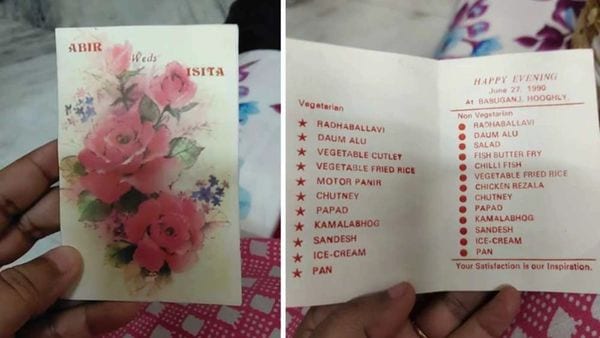 ABIR
Weds
ISITA
Vegetarian
★ RADHABALLAVI
★ DAUM ALU
★ VEGETABLE CUTLET
★ VEGETABLE FRIED RICE
★ MOTOR PANIR
★ CHUTNEY
★ PAPAD
★ KAMALABHOG
★ SANDESH
★ ICE-CREAM
★ PAN
HAPPY EVENING
June 27, 1990
At BABUGANJ, HOOGHLY.
Non Vegetarian
● RADHABALLAVI
● DAUM ALU
● SALAD
● FISH BUTTER FRY
● CHILLI FISH
● VEGETABLE FRIED RICE
● CHICKEN REZALA
● CHUTNEY
● PAPAD
● KAMALABHOG
● SANDESH
● ICE-CREAM
● PAN
Your Satisfaction is our Inspiration.